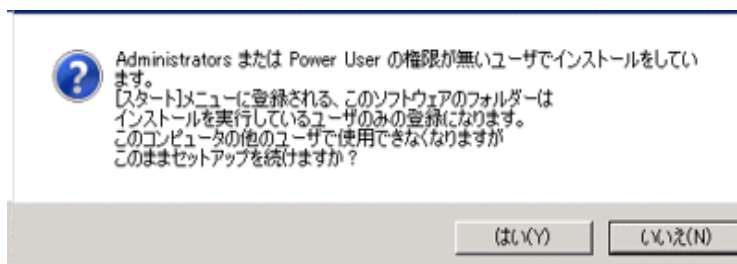 Administrators または Power User の権限が無いユーザでインストールをしてい
ます。
[スタート]メニューに登録される、このソフトウェアのフォルダーは
インストールを実行しているユーザのみの登録になります。
このコンピュータの他のユーザで使用できなくなりますが
このままセットアップを続けますか？
はい(Y)
いいえ(N)